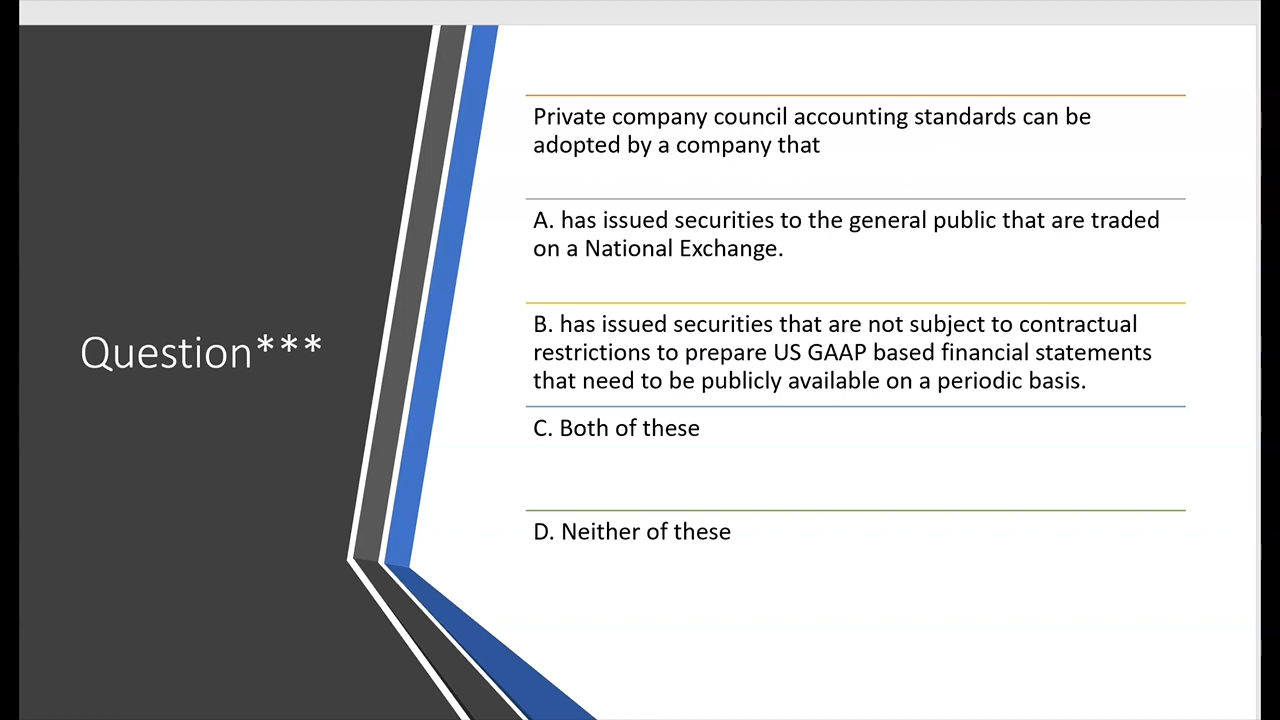 Question***
Private company council accounting standards can be
adopted by a company that
A. has issued securities to the general public that are traded
on a National Exchange.
B. has issued securities that are not subject to contractual
restrictions to prepare US GAAP based financial statements
that need to be publicly available on a periodic basis.
C. Both of these
D. Neither of these